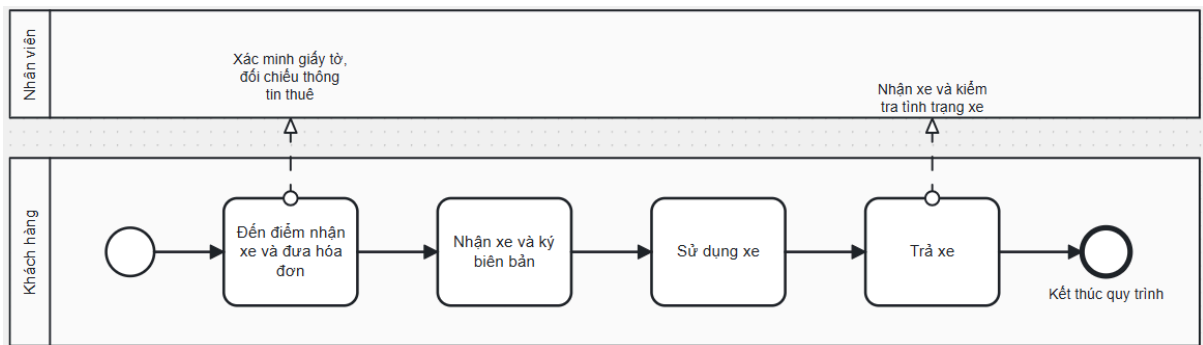 Nhân viên
Xác minh giấy tờ,
đối chiếu thông
tin thuê
Nhận xe và kiểm
tra tình trạng xe
Khách hàng
Đến điểm nhận
xe và đưa hóa
đơn
Nhận xe và ký
biên bản
Sử dụng xe
Trả xe
Kết thúc quy trình